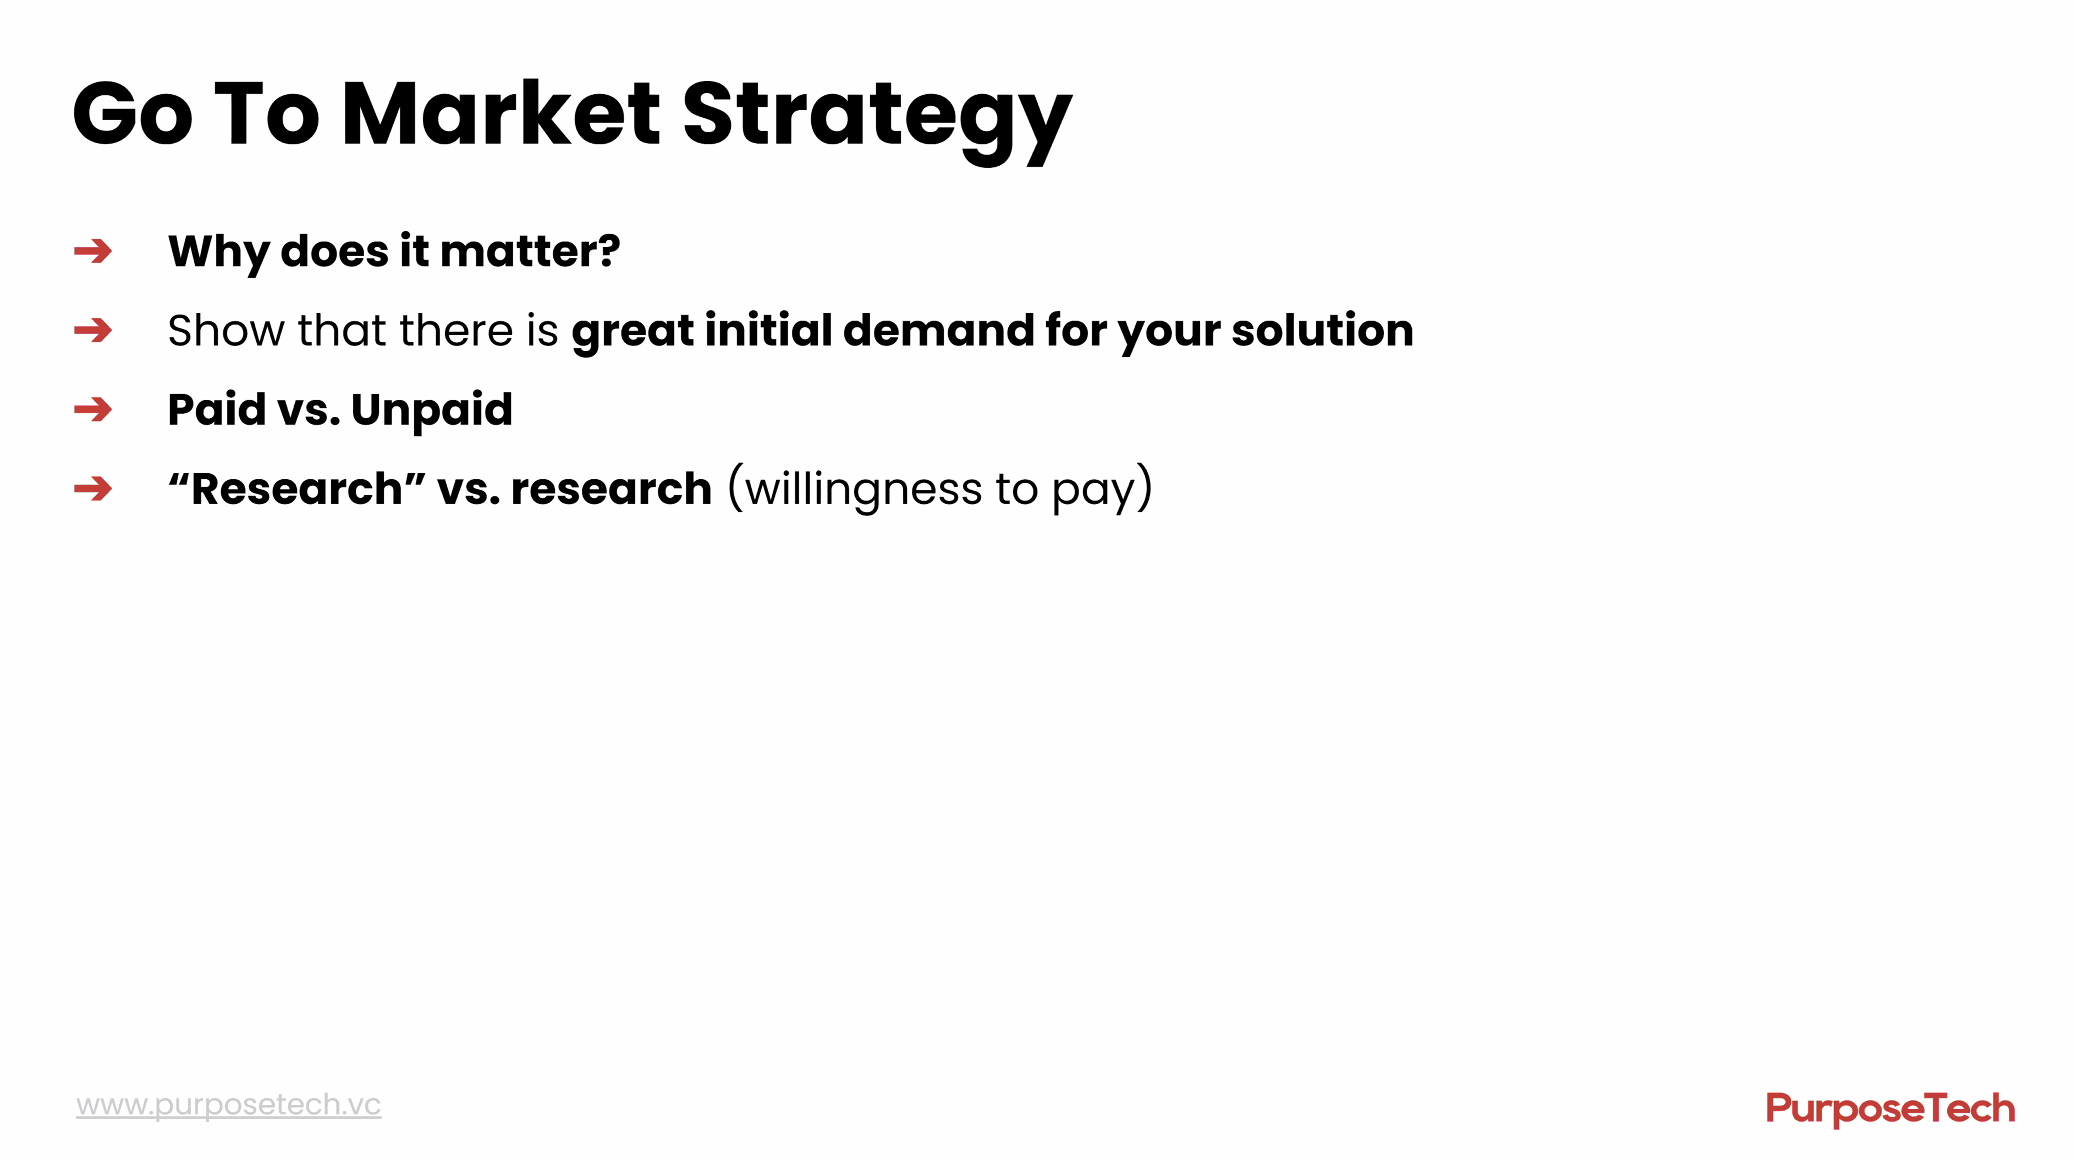 Go To Market Strategy
➔ Why does it matter?
➔ Show that there is great initial demand for your solution
➔ Paid vs. Unpaid
➔ “Research” vs. research (willingness to pay)
www.purposetech.vc
PurposeTech